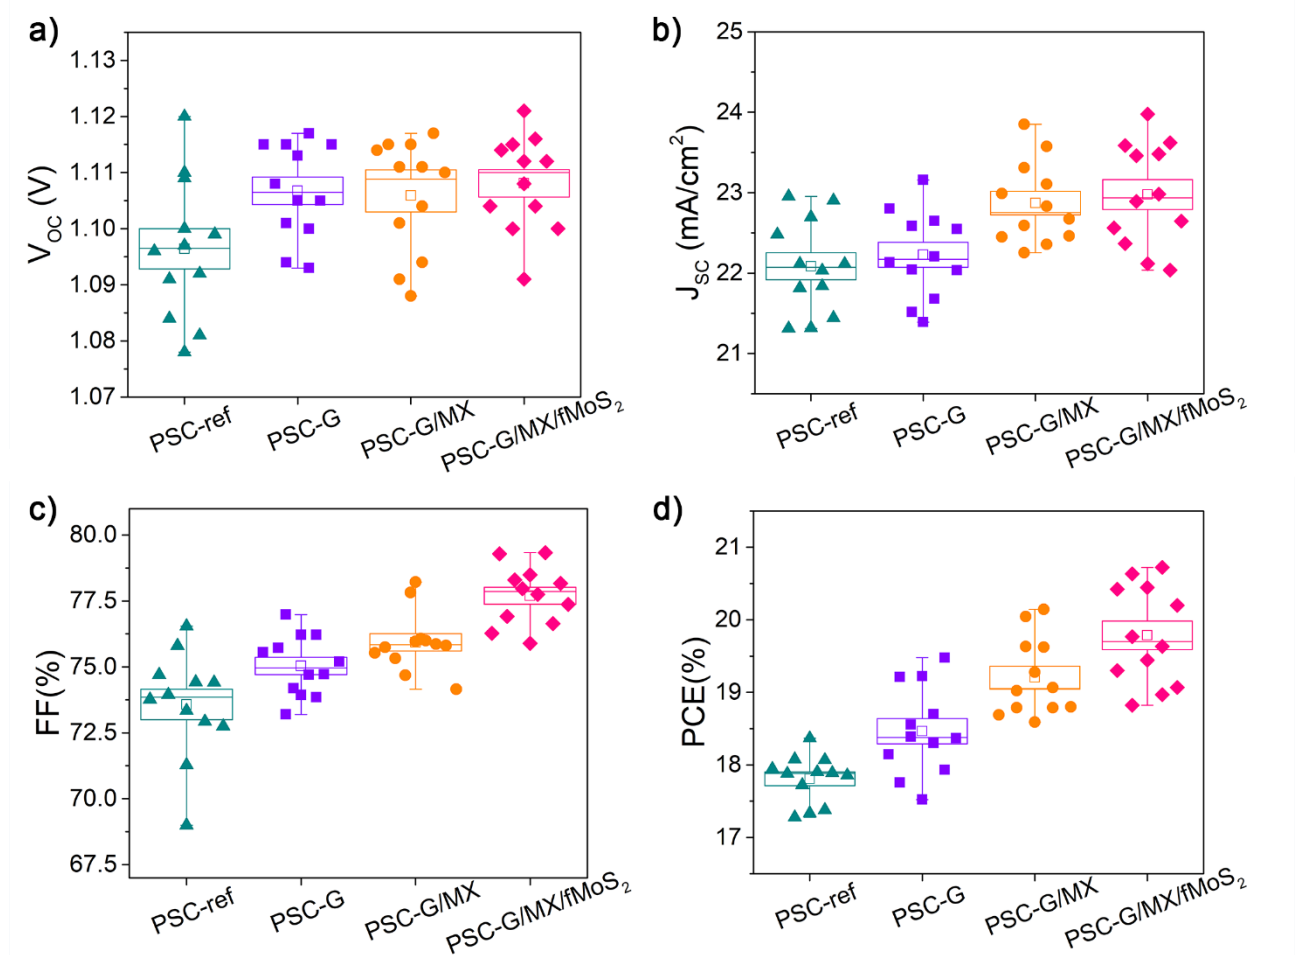 a)
1.13
1.12
1.11
1.10
1.09
1.08
1.07
V_OC (V)
PSC-ref
PSC-G
PSC-G/MX
PSC-G/MX/fMoS₂
b)
25
24
23
22
21
J_SC (mA/cm²)
PSC-ref
PSC-G
PSC-G/MX
PSC-G/MX/fMoS₂
c)
80.0
77.5
75.0
72.5
70.0
67.5
FF(%)
PSC-ref
PSC-G
PSC-G/MX
PSC-G/MX/fMoS₂
d)
21
20
19
18
17
PCE(%)
PSC-ref
PSC-G
PSC-G/MX
PSC-G/MX/fMoS₂